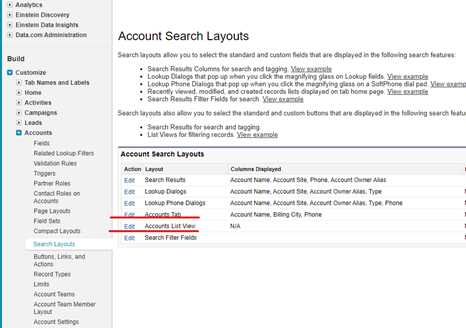 Analytics
Einstein Discovery
Einstein Data Insights
Data.com Administration
Build
Customize
Tab Names and Labels
Home
Activities
Campaigns
Leads
Accounts
Fields
Related Lookup Filters
Validation Rules
Triggers
Partner Roles
Contact Roles on
Accounts
Page Layouts
Field Sets
Compact Layouts
Search Layouts
Buttons, Links, and
Actions
Record Types
Limits
Account Teams
Account Team Member
Layout
Account Settings
Account Search Layouts
Search layouts allow you to select the standard and custom fields that are displayed in the following search features:
Search Results Columns for search and tagging. View example
Lookup Dialogs that pop up when you click the magnifying glass on Lookup fields. View example
Lookup Phone Dialogs that pop up when you click the magnifying glass on a SoftPhone dial pad. View example
Recently viewed, modified, and created records lists displayed on tab home page. View example
Search Results Filter Fields for search. View example
Search layouts also allow you to select the standard and custom buttons that are displayed in the following search featu
Search Results for search and tagging.
List Views for filtering records. View example
Account Search Layouts
Action Layout Columns Displayed
Edit Search Results Account Name, Account Site, Phone, Account Owner Alias
Edit Lookup Dialogs Account Name, Account Site, Account Owner Alias, Type
Edit Lookup Phone Dialogs Account Name, Account Site, Account Owner Alias, Type, Phone
Edit Accounts Tab Account Name, Billing City, Phone
Edit Accounts List View N/A
Edit Search Filter Fields